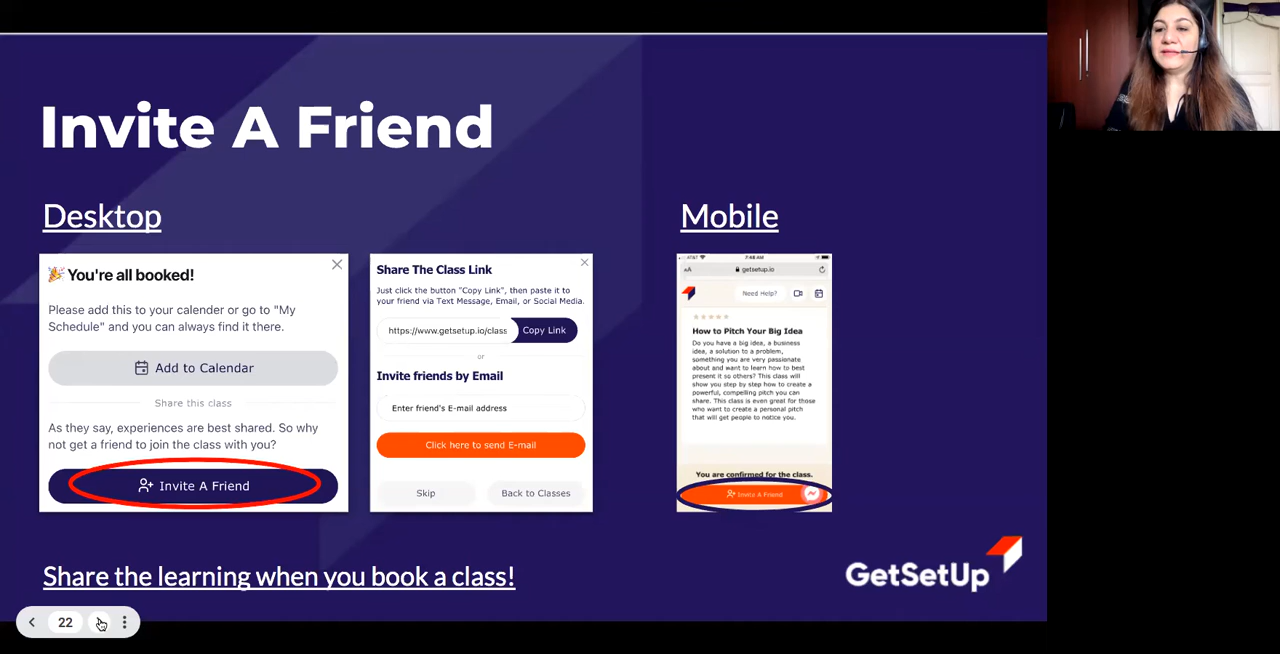 Invite A Friend
Desktop
You're all booked!
Please add this to your calender or go to "My
Schedule" and you can always find it there.
Add to Calendar
Share this class
As they say, experiences are best shared. So why
not get a friend to join the class with you?
Invite A Friend
Share The Class Link
Just click the button "Copy Link", then paste it to
your friend via Text Message, Email, or Social Media.
https://www.getsetup.io/class
Copy Link
or
Invite friends by Email
Enter friend's E-mail address
Click here to send E-mail
Skip
Back to Classes
Mobile
AT&T
7:48 AM
AA
getsetup.io
Need Help?
How to Pitch Your Big Idea
Do you have a big idea, a business
idea, a solution to a problem,
something you are very passionate
about and want to learn how to best
present it so others? This class will
show you step by step how to create a
powerful, compelling pitch you can
share. This class is even great for those
who want to create a personal pitch
that will get people to notice you.
You are confirmed for the class.
Invite A Friend
Share the learning when you book a class!
GetSetUp
22